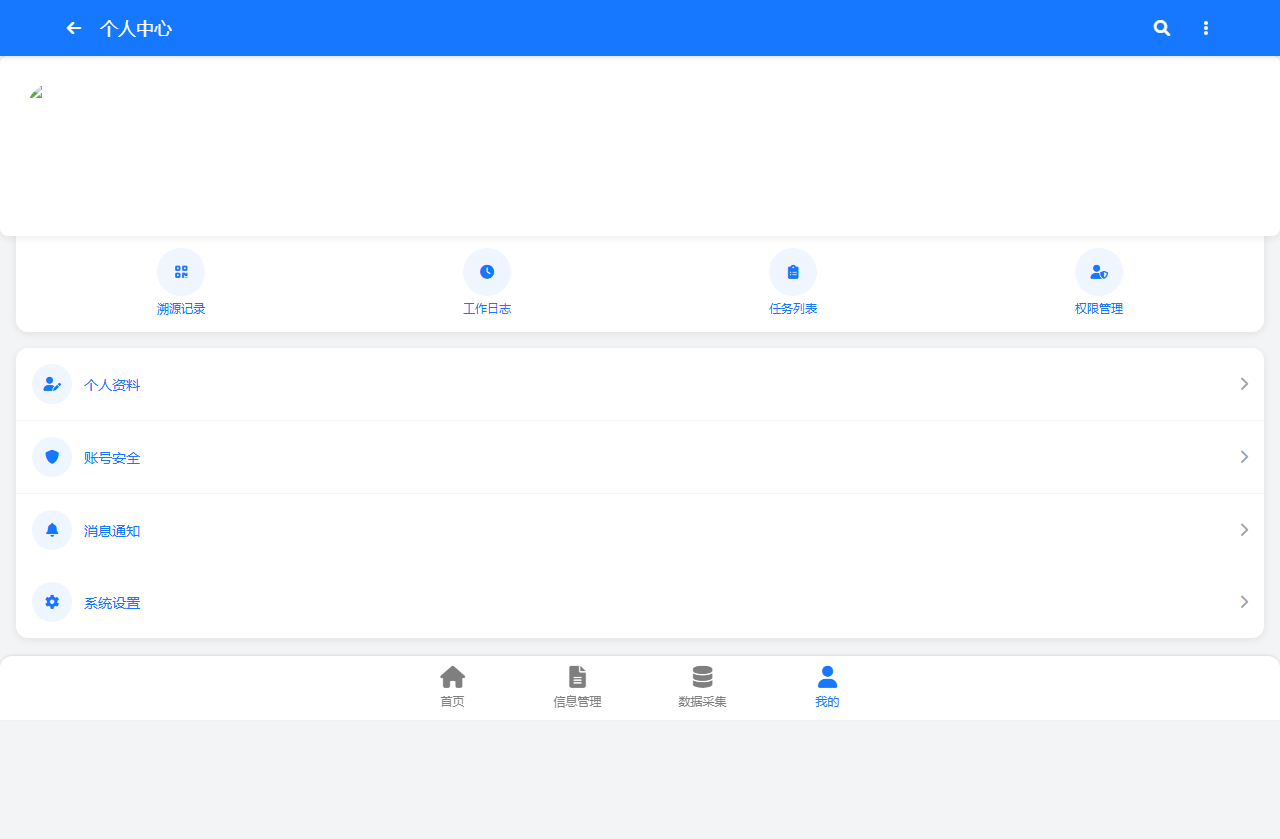 个人中心
溯源记录
工作日志
任务列表
权限管理
个人资料
账号安全
消息通知
系统设置
首页
信息管理
数据采集
我的